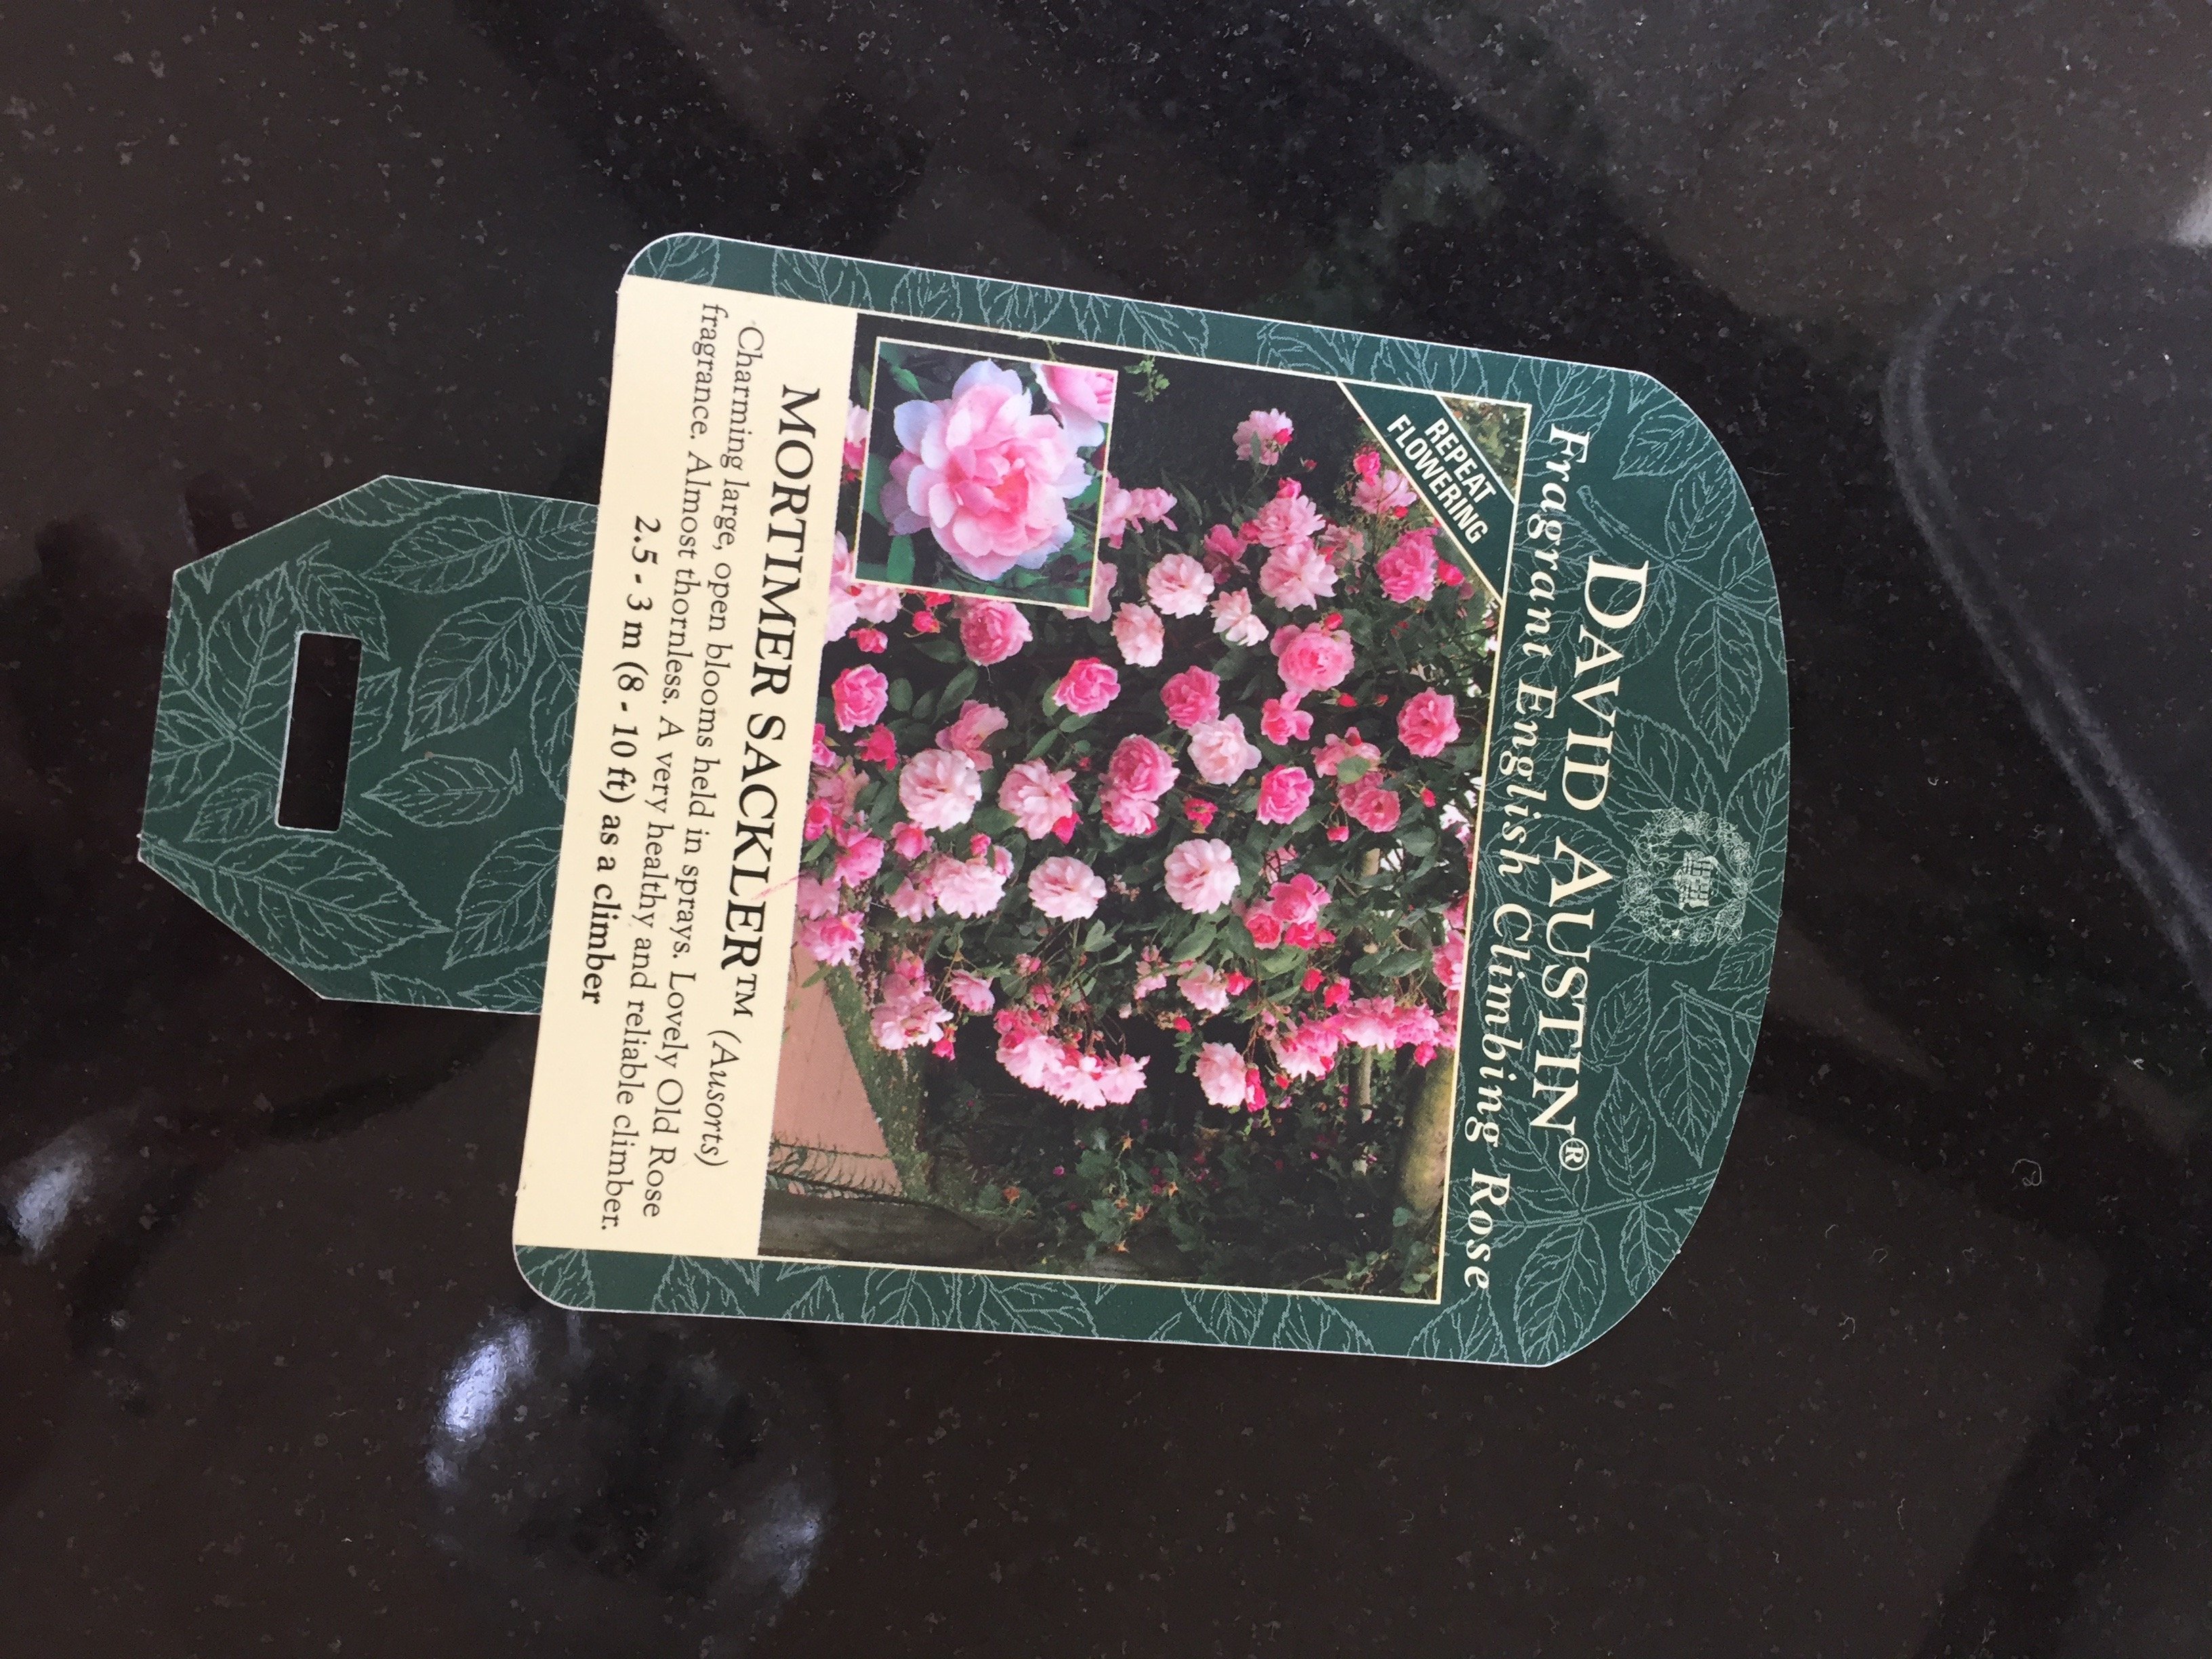 DAVID AUSTIN®
Fragrant English Climbing Rose
REPEAT
FLOWERING
MORTIMER SACKLER™ (Ausorts)
Charming large, open blooms held in sprays. Lovely Old Rose
fragrance. Almost thornless. A very healthy and reliable climber.
2.5 - 3 m (8 - 10 ft) as a climber